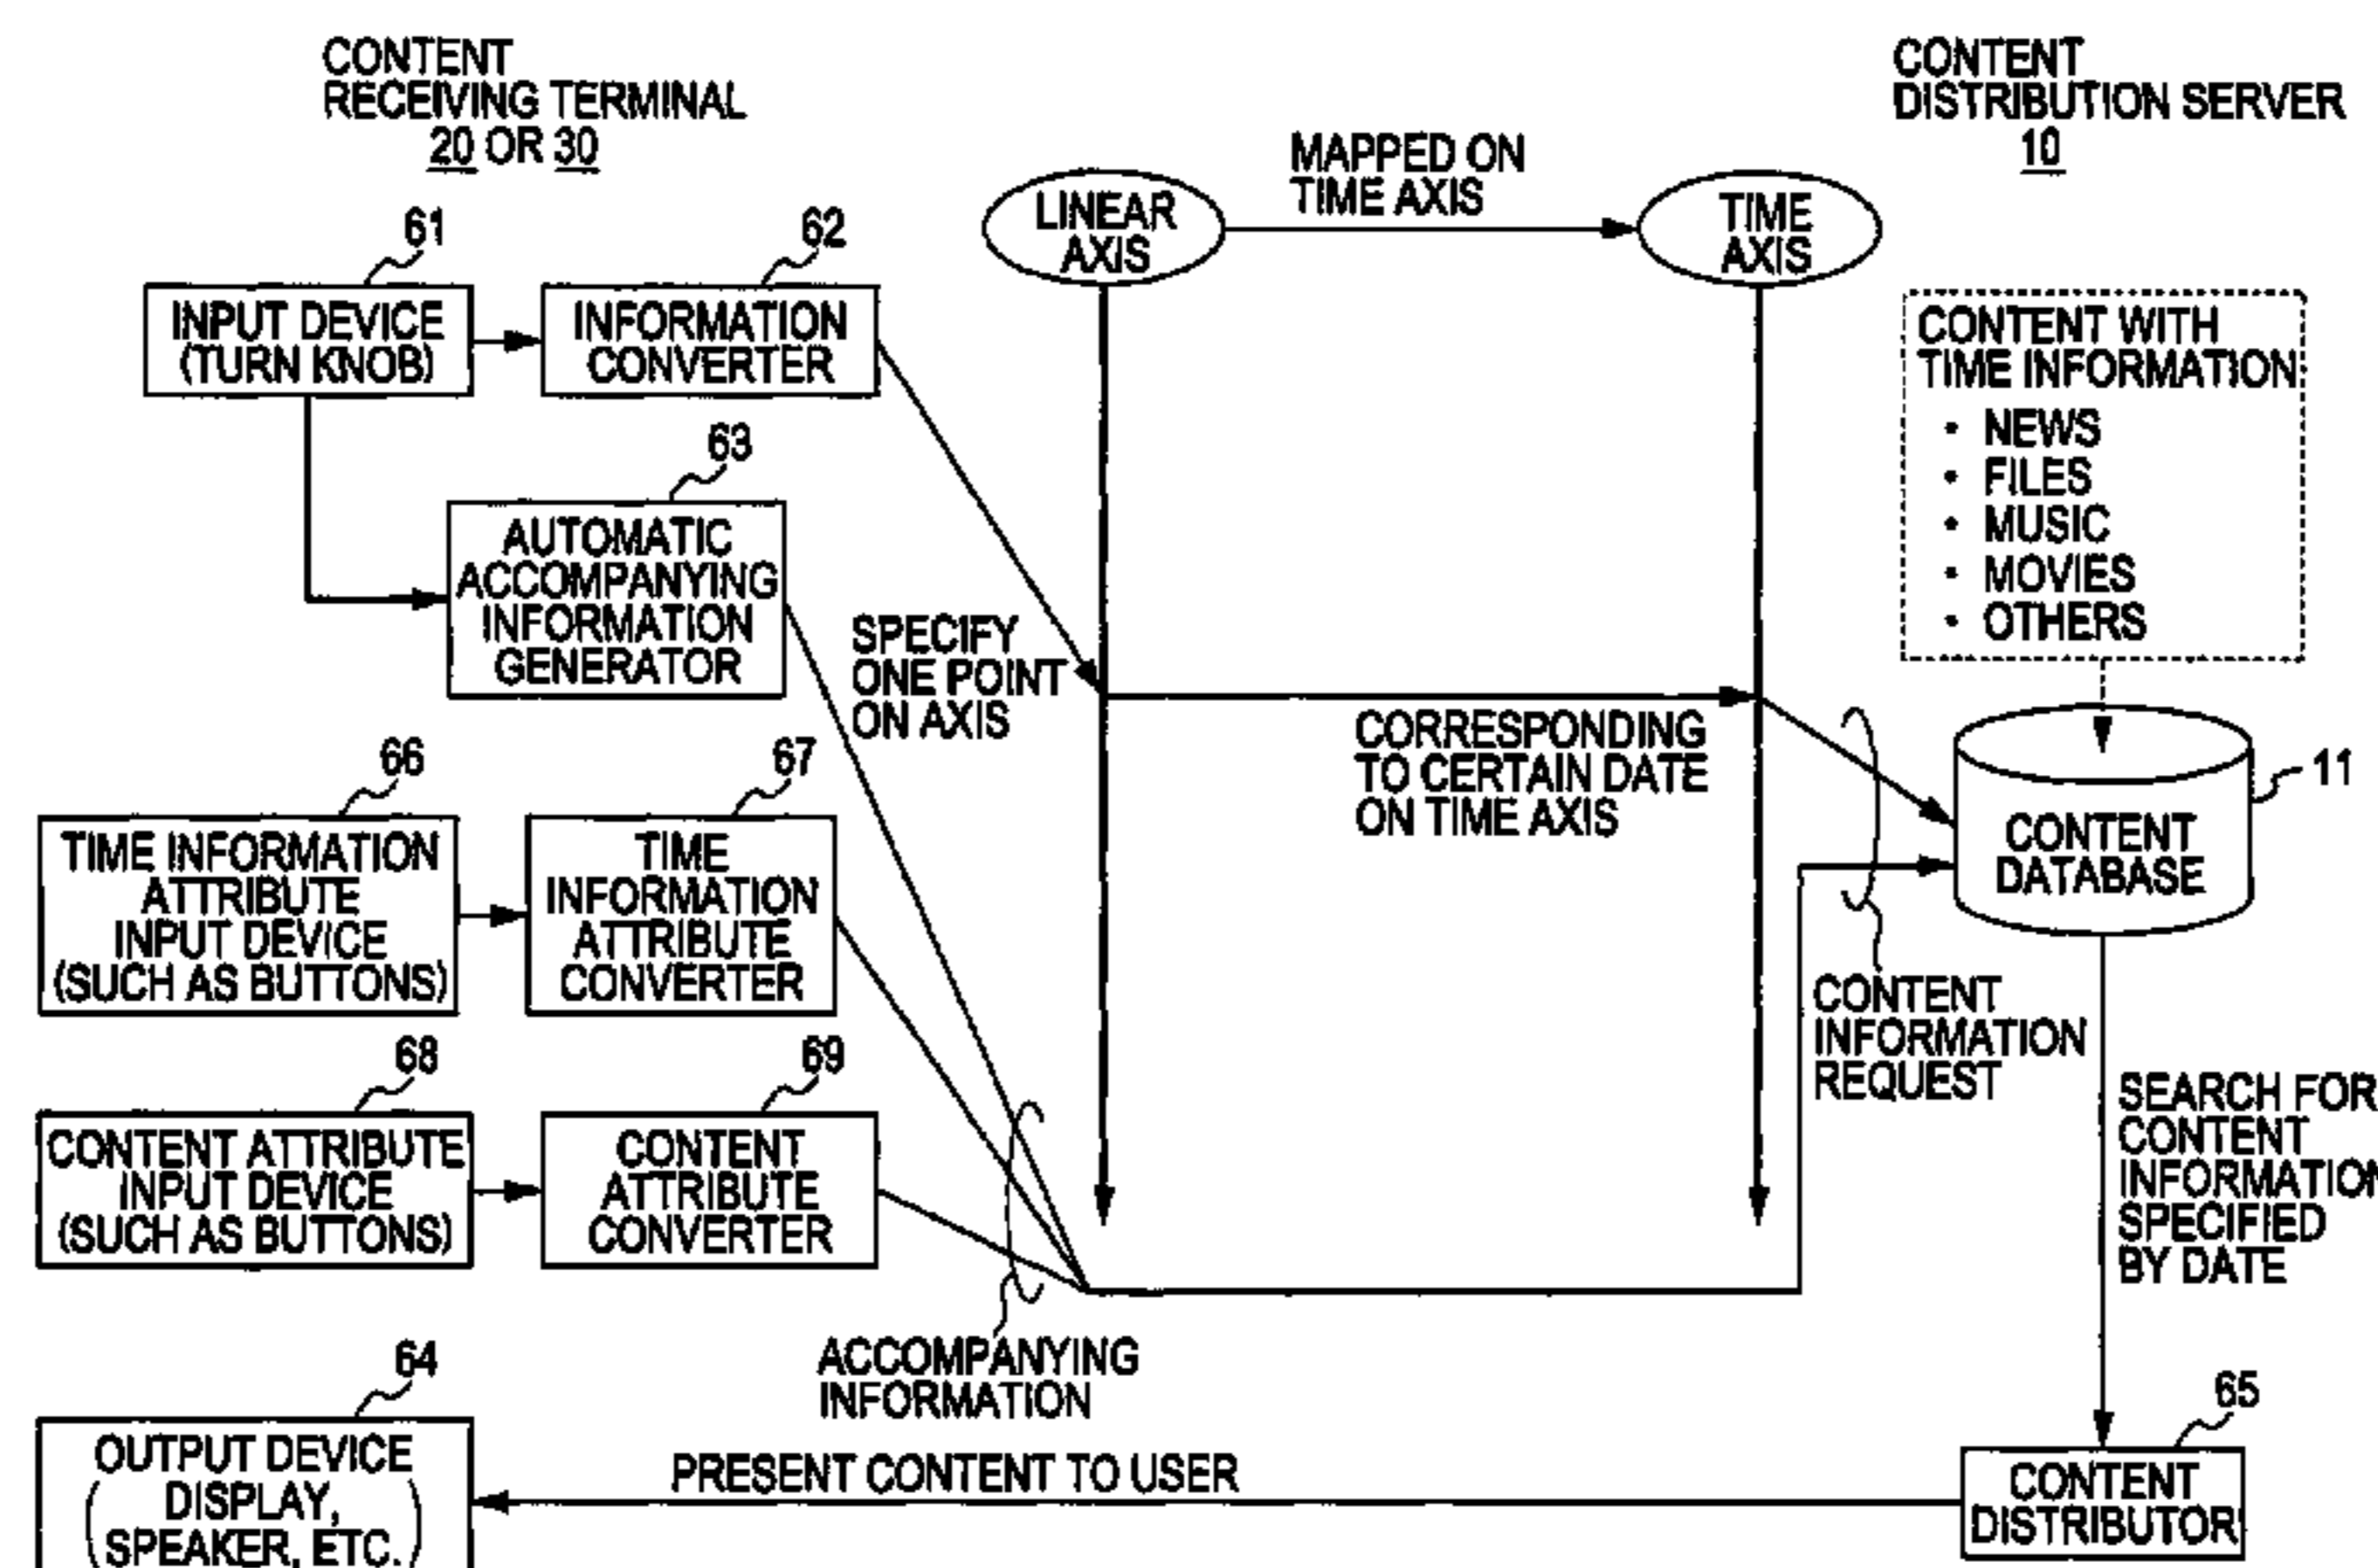 CONTENT
RECEIVING TERMINAL
20 OR 30
CONTENT
DISTRIBUTION SERVER
10
MAPPED ON
TIME AXIS
LINEAR
AXIS
TIME
AXIS
61
INPUT DEVICE
(TURN KNOB)
62
INFORMATION
CONVERTER
63
AUTOMATIC
ACCOMPANYING
INFORMATION
GENERATOR
SPECIFY
ONE POINT
ON AXIS
CORRESPONDING
TO CERTAIN DATE
ON TIME AXIS
CONTENT WITH
TIME INFORMATION
• NEWS
• FILES
• MUSIC
• MOVIES
• OTHERS
11
CONTENT
DATABASE
66
TIME INFORMATION
ATTRIBUTE
INPUT DEVICE
(SUCH AS BUTTONS)
67
TIME
INFORMATION
ATTRIBUTE
CONVERTER
CONTENT
INFORMATION
REQUEST
68
CONTENT ATTRIBUTE
INPUT DEVICE
(SUCH AS BUTTONS)
69
CONTENT
ATTRIBUTE
CONVERTER
SEARCH FOR
CONTENT
INFORMATION
SPECIFIED
BY DATE
ACCOMPANYING
INFORMATION
64
OUTPUT DEVICE
(DISPLAY,
SPEAKER, ETC.)
PRESENT CONTENT TO USER
65
CONTENT
DISTRIBUTOR